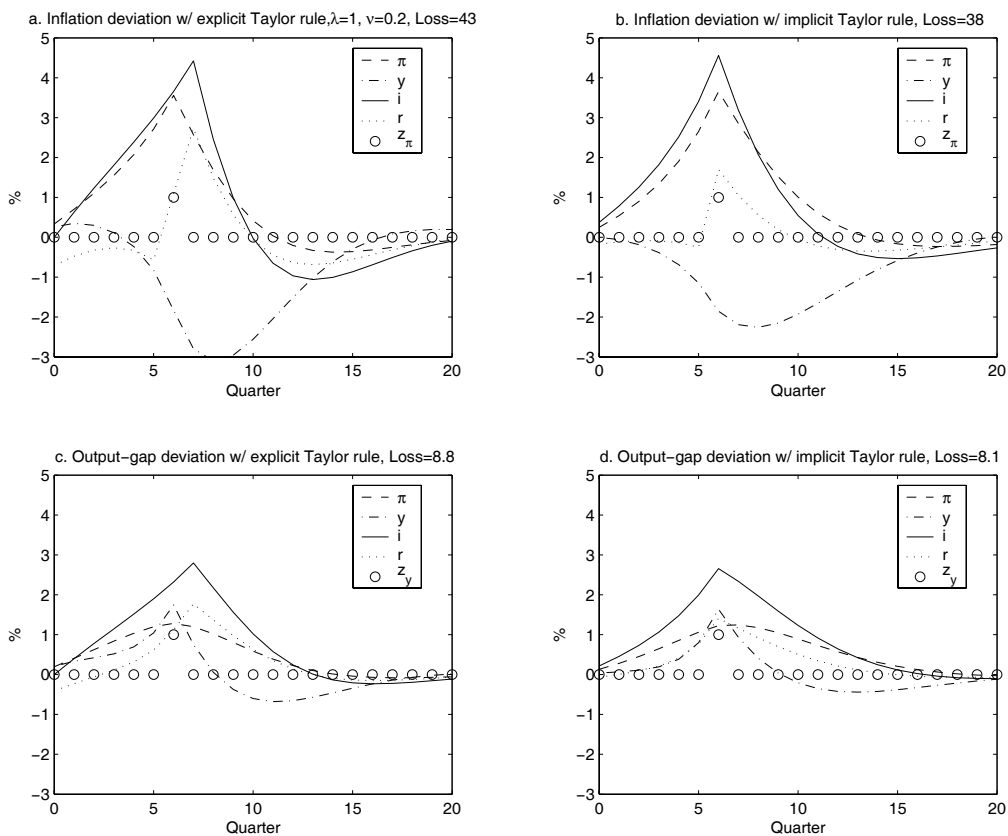 a. Inflation deviation w/ explicit Taylor rule,λ=1, ν=0.2, Loss=43
5
4
3
2
1
0
−1
−2
−3
%
0 5 10 15 20
Quarter
π
y
i
r
zπ
b. Inflation deviation w/ implicit Taylor rule, Loss=38
5
4
3
2
1
0
−1
−2
−3
%
0 5 10 15 20
Quarter
π
y
i
r
zπ
c. Output−gap deviation w/ explicit Taylor rule, Loss=8.8
5
4
3
2
1
0
−1
−2
−3
%
0 5 10 15 20
Quarter
π
y
i
r
zy
d. Output−gap deviation w/ implicit Taylor rule, Loss=8.1
5
4
3
2
1
0
−1
−2
−3
%
0 5 10 15 20
Quarter
π
y
i
r
zy